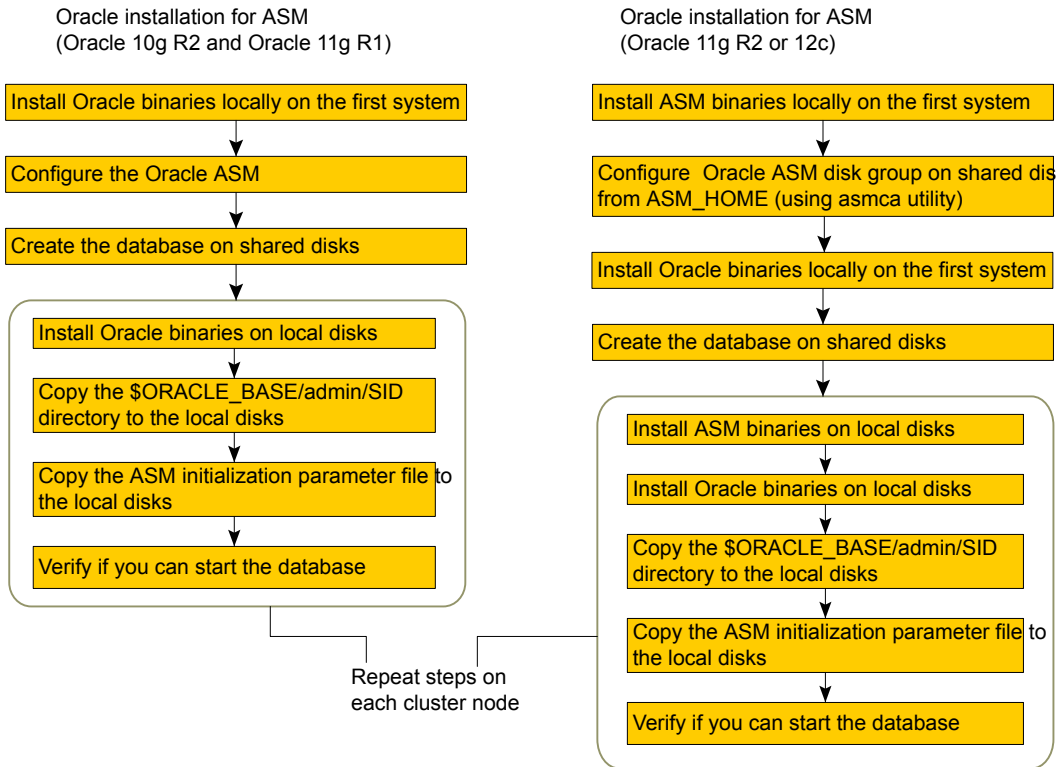 Oracle installation for ASM
(Oracle 10g R2 and Oracle 11g R1)
Install Oracle binaries locally on the first system
Configure the Oracle ASM
Create the database on shared disks
Install Oracle binaries on local disks
Copy the $ORACLE_BASE/admin/SID
directory to the local disks
Copy the ASM initialization parameter file to
the local disks
Verify if you can start the database
Oracle installation for ASM
(Oracle 11g R2 or 12c)
Install ASM binaries locally on the first system
Configure Oracle ASM disk group on shared dis
from ASM_HOME (using asmca utility)
Install Oracle binaries locally on the first system
Create the database on shared disks
Install ASM binaries on local disks
Install Oracle binaries on local disks
Copy the $ORACLE_BASE/admin/SID
directory to the local disks
Copy the ASM initialization parameter file to
the local disks
Verify if you can start the database
Repeat steps on
each cluster node